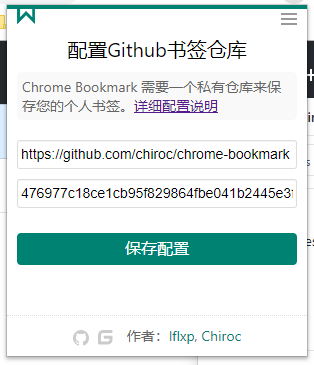 配置Github书签仓库
Chrome Bookmark 需要一个私有仓库来保
存您的个人书签。详细配置说明
https://github.com/chiroc/chrome-bookmark
476977c18ce1cb95f829864fbe041b2445e3f
保存配置
作者：lflxp, Chiroc